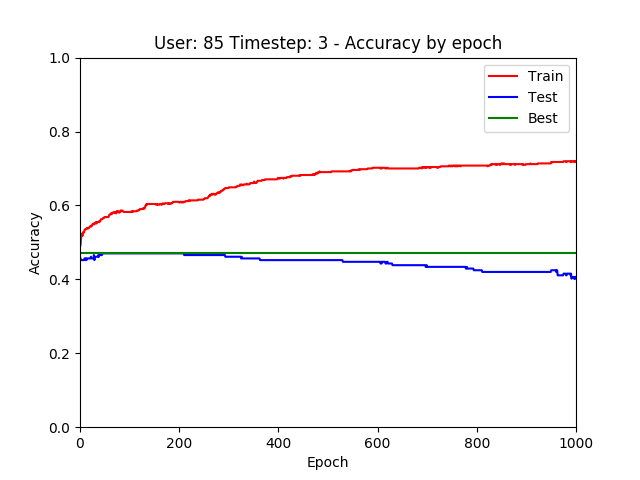 User: 85 Timestep: 3 - Accuracy by epoch
1.0
0.8
0.6
0.4
0.2
0.0
Accuracy
Train
Test
Best
0 200 400 600 800 1000
Epoch